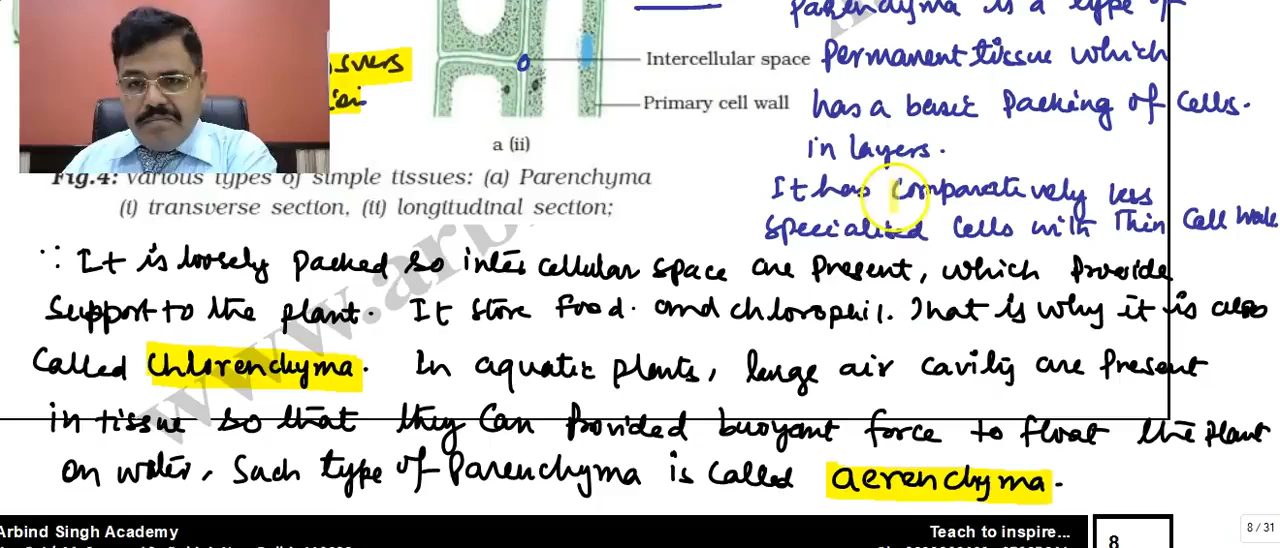 Parenchyma is a type of
Intercellular space
permanent tissue which
Primary cell wall
has a basic packing of cells.
in layers.
a (ii)
Fig.4: Various types of simple tissues: (a) Parenchyma
(i) transverse section, (ii) longitudinal section;
It has comparatively less
specialized cells with thin cell
∵ It is loosely packed so inter cellular space are present, which provide
support to the plant. It store food. and chlorophil. That is why it is also
called chlorenchyma. In aquatic plants, large air cavity are present
in tissue so that they can provided buoyant force to float the plant
on water, Such type of Parenchyma is called aerenchyma.
Arbind Singh Academy
Teach to inspire...
8
8 / 31